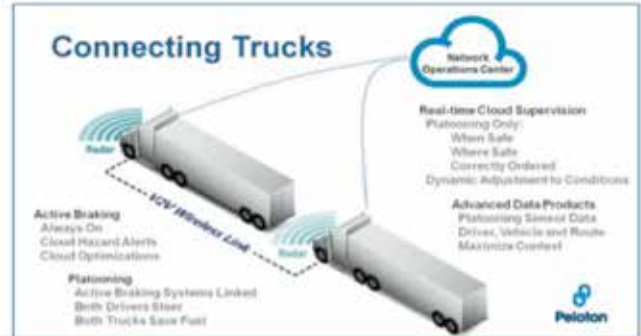 Connecting Trucks
Network
Operations Center
Real-time Cloud Supervision
Platooning Only:
When Safe
Where Safe
Correctly Ordered
Dynamic Adjustment to Conditions
Advanced Data Products
Platooning Sensor Data
Driver, Vehicle and Route
Maximize Context
Radar
V2V Wireless Link
Radar
Active Braking
Always On
Cloud Hazard Alerts
Cloud Optimizations
Platooning
Active Braking Systems Linked
Both Drivers Steer
Both Trucks Save Fuel
Peloton